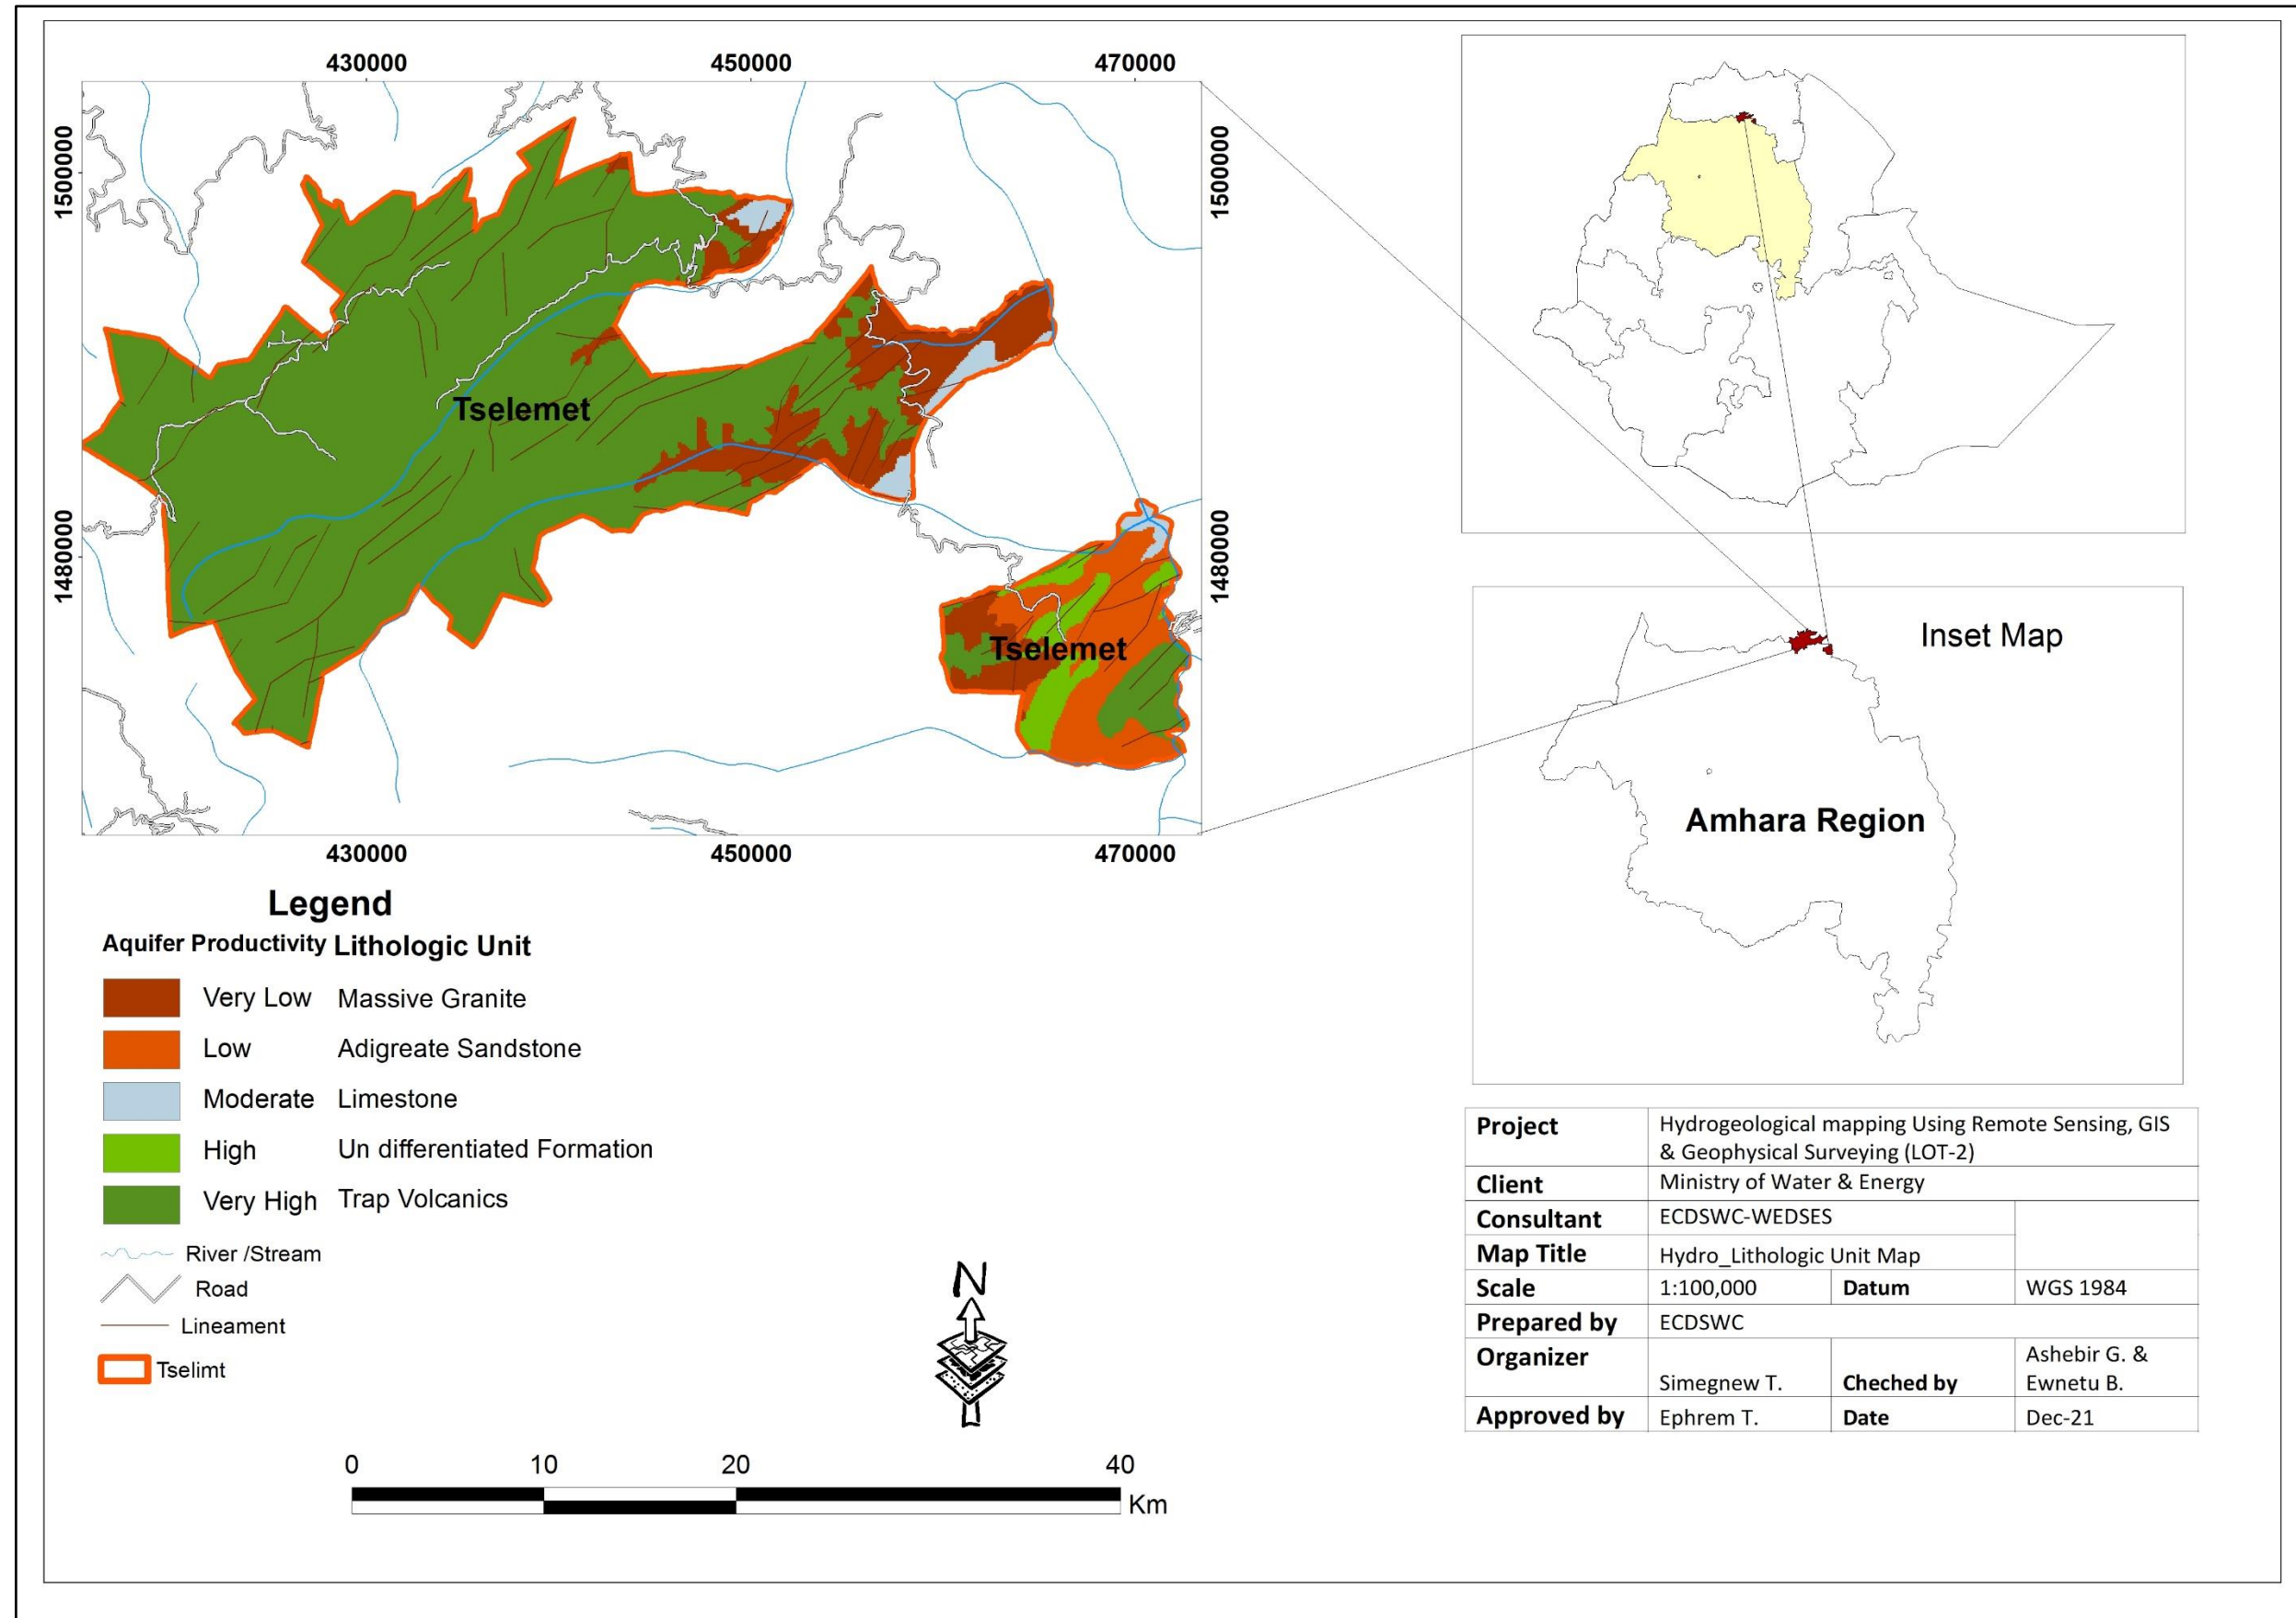 430000 450000 470000
1500000 1500000
1480000 1480000
Tselemet
Tselemet
430000 450000 470000
Inset Map
Amhara Region
Legend
Aquifer Productivity Lithologic Unit
Very Low Massive Granite
Low Adigreate Sandstone
Moderate Limestone
High Un differentiated Formation
Very High Trap Volcanics
River /Stream
Road
Lineament
Tselimt
N
0 10 20 40
Km
Project Hydrogeological mapping Using Remote Sensing, GIS
& Geophysical Surveying (LOT-2)
Client Ministry of Water & Energy
Consultant ECDSWC-WEDSES
Map Title Hydro_Lithologic Unit Map
Scale 1:100,000 Datum WGS 1984
Prepared by ECDSWC
Organizer Simegnew T. Cheched by Ashebir G. &
Ewnetu B.
Approved by Ephrem T. Date Dec-21